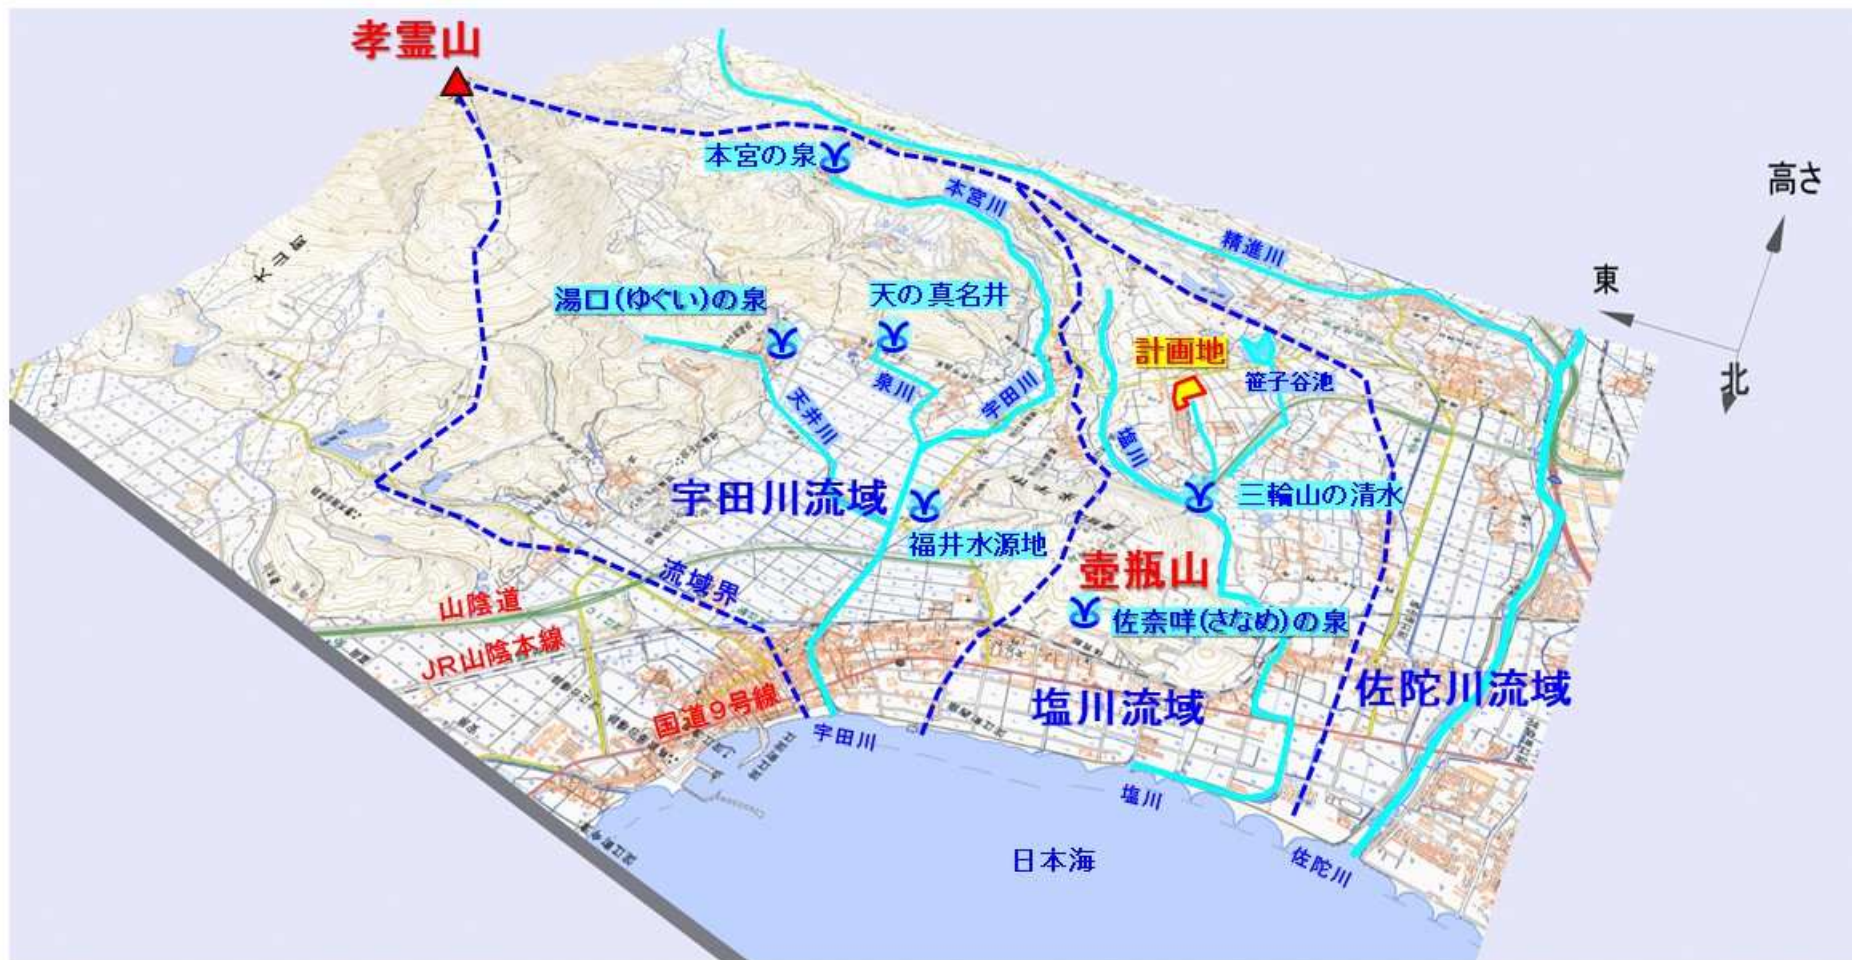 孝霊山
本宮の泉
本宮川
高さ
精進川
東
北
湯口(ゆぐい)の泉
天の真名井
計画地
笹子谷池
泉川
宇田川
天井川
塩川
宇田川流域
三輪山の清水
福井水源地
壺瓶山
流域界
山陰道
佐奈咩(さなめ)の泉
JR山陰本線
塩川流域
佐陀川流域
国道9号線
宇田川
塩川
日本海
佐陀川